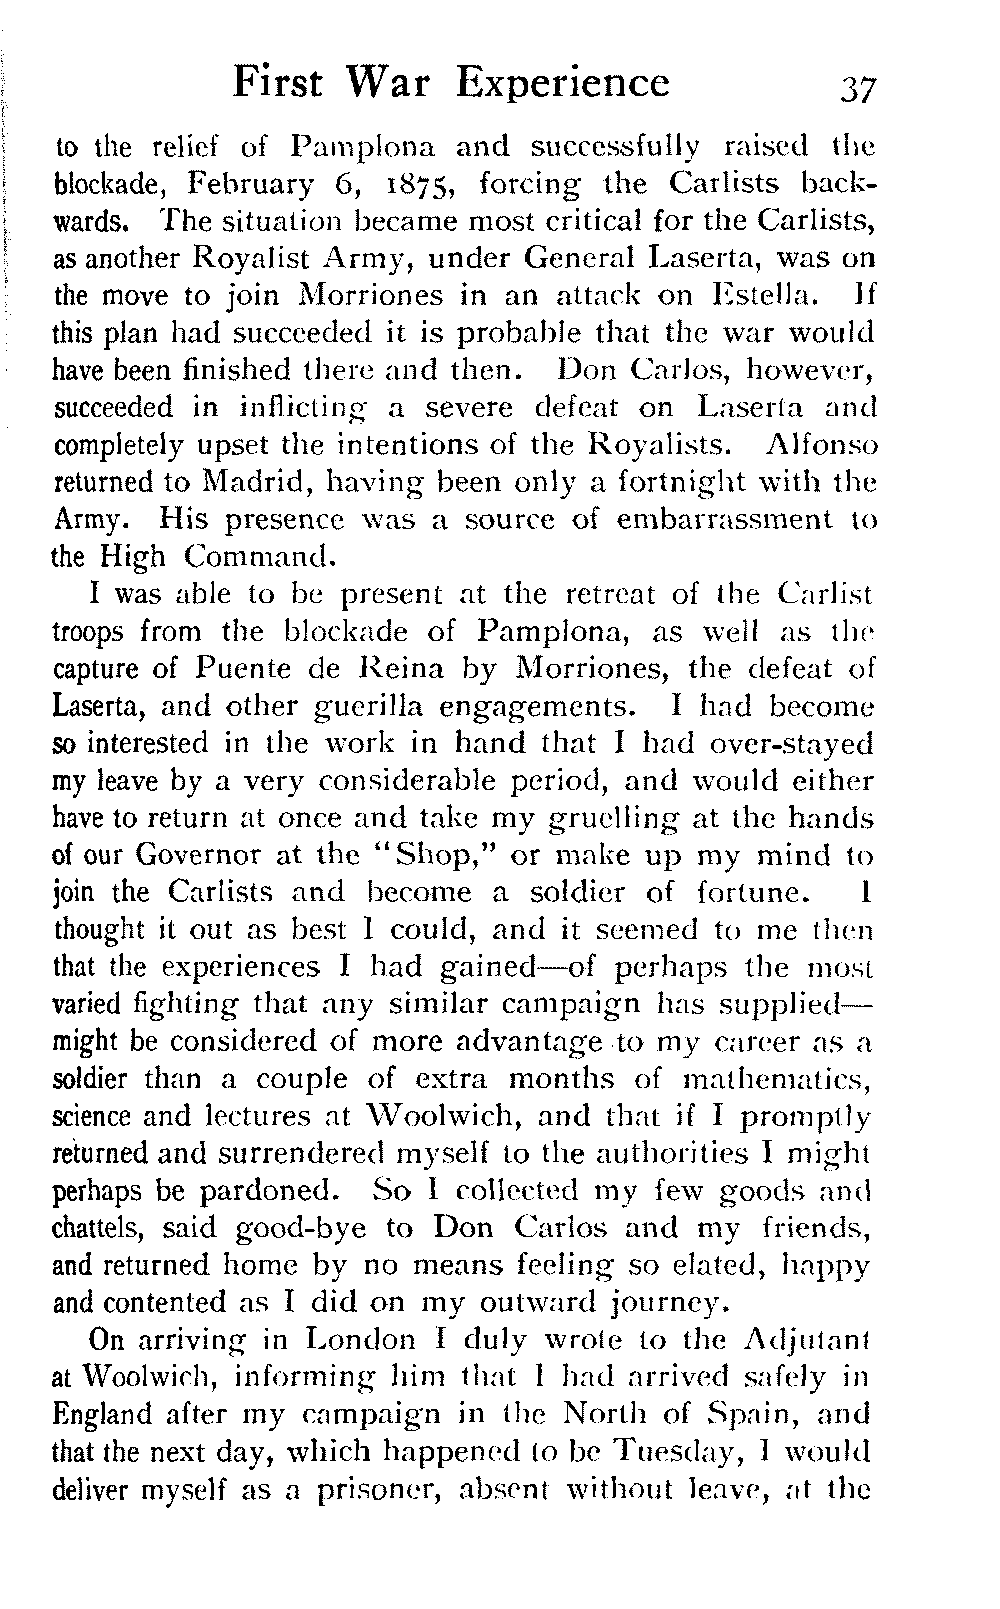 First War Experience 37
to the relief of Pamplona and successfully raised the
blockade, February 6, 1875, forcing the Carlists back-
wards. The situation became most critical for the Carlists,
as another Royalist Army, under General Laserta, was on
the move to join Morriones in an attack on Estella. If
this plan had succeeded it is probable that the war would
have been finished there and then. Don Carlos, however,
succeeded in inflicting a severe defeat on Laserta and
completely upset the intentions of the Royalists. Alfonso
returned to Madrid, having been only a fortnight with the
Army. His presence was a source of embarrassment to
the High Command.
I was able to be present at the retreat of the Carlist
troops from the blockade of Pamplona, as well as the
capture of Puente de Reina by Morriones, the defeat of
Laserta, and other guerilla engagements. I had become
so interested in the work in hand that I had over-stayed
my leave by a very considerable period, and would either
have to return at once and take my gruelling at the hands
of our Governor at the “Shop,” or make up my mind to
join the Carlists and become a soldier of fortune. I
thought it out as best I could, and it seemed to me then
that the experiences I had gained—of perhaps the most
varied fighting that any similar campaign has supplied—
might be considered of more advantage to my career as a
soldier than a couple of extra months of mathematics,
science and lectures at Woolwich, and that if I promptly
returned and surrendered myself to the authorities I might
perhaps be pardoned. So I collected my few goods and
chattels, said good-bye to Don Carlos and my friends,
and returned home by no means feeling so elated, happy
and contented as I did on my outward journey.
On arriving in London I duly wrote to the Adjutant
at Woolwich, informing him that I had arrived safely in
England after my campaign in the North of Spain, and
that the next day, which happened to be Tuesday, I would
deliver myself as a prisoner, absent without leave, at the